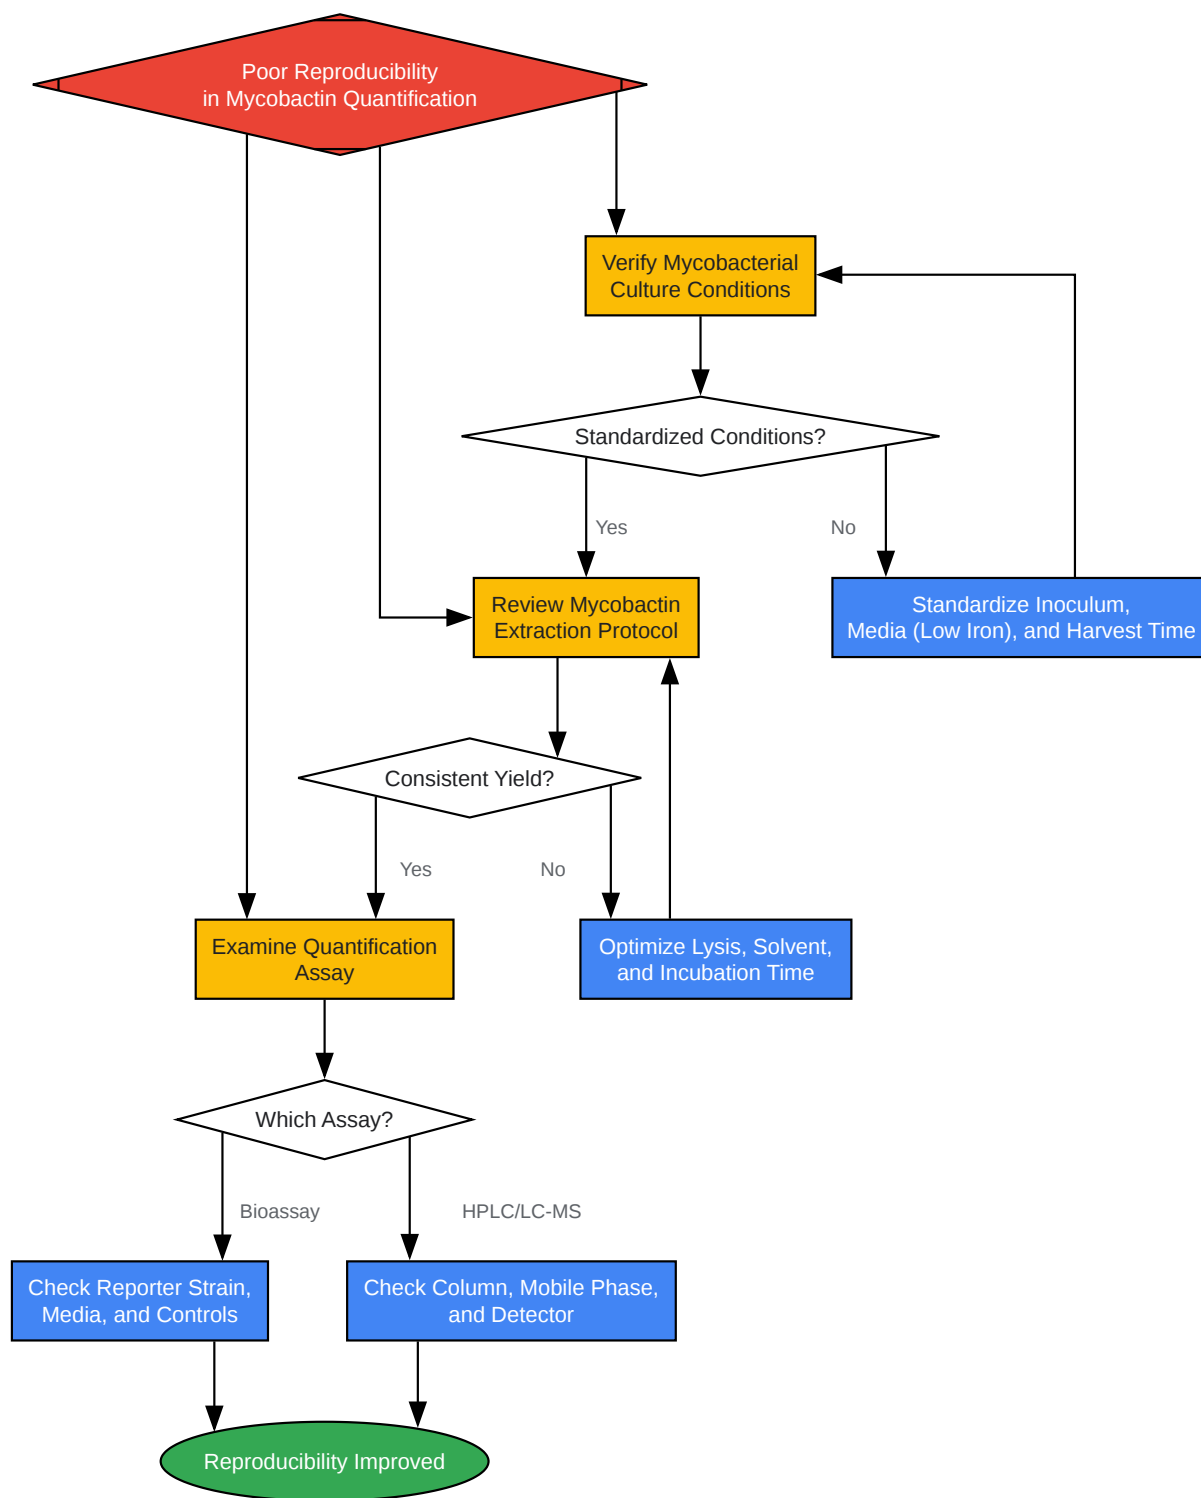 Poor Reproducibility
in Mycobactin Quantification
Verify Mycobacterial
Culture Conditions
Standardized Conditions?
Yes
No
Review Mycobactin
Extraction Protocol
Standardize Inoculum,
Media (Low Iron), and Harvest Time
Consistent Yield?
Yes
No
Examine Quantification
Assay
Optimize Lysis, Solvent,
and Incubation Time
Which Assay?
Bioassay
HPLC/LC-MS
Check Reporter Strain,
Media, and Controls
Check Column, Mobile Phase,
and Detector
Reproducibility Improved